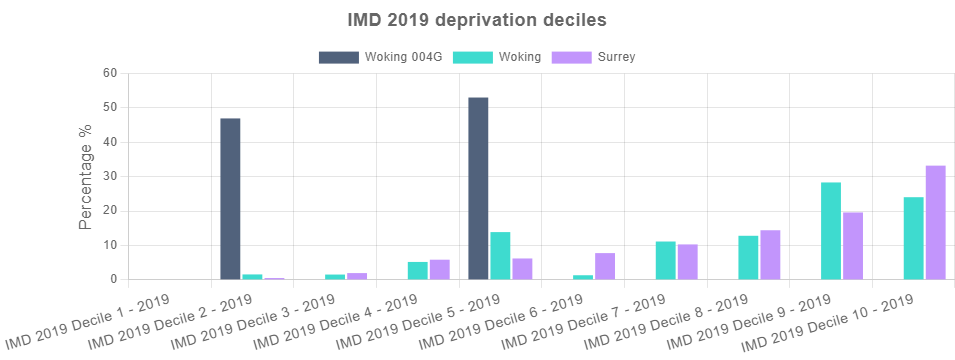 IMD 2019 deprivation deciles
Woking 004G
Woking
Surrey
Percentage %
60
50
40
30
20
10
0
IMD 2019 Decile 1 - 2019
IMD 2019 Decile 2 - 2019
IMD 2019 Decile 3 - 2019
IMD 2019 Decile 4 - 2019
IMD 2019 Decile 5 - 2019
IMD 2019 Decile 6 - 2019
IMD 2019 Decile 7 - 2019
IMD 2019 Decile 8 - 2019
IMD 2019 Decile 9 - 2019
IMD 2019 Decile 10 - 2019